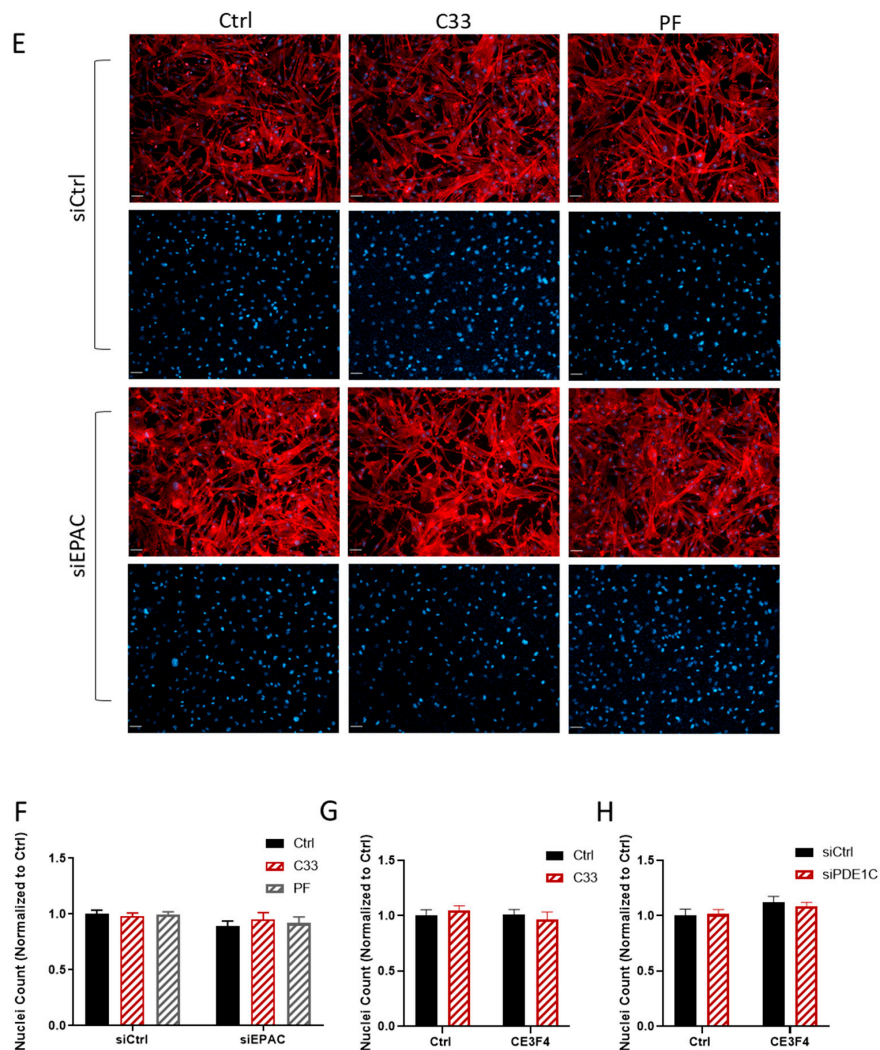 E
Ctrl C33 PF
siCtrl
siEPAC
F
Nuclei Count (Normalized to Ctrl)
1.5
1.0
0.5
0.0
Ctrl
C33
PF
siCtrl siEPAC
G
Nuclei Count (Normalized to Ctrl)
1.5
1.0
0.5
0.0
Ctrl
C33
Ctrl CE3F4
H
Nuclei Count (Normalized to Ctrl)
1.5
1.0
0.5
0.0
siCtrl
siPDE1C
Ctrl CE3F4